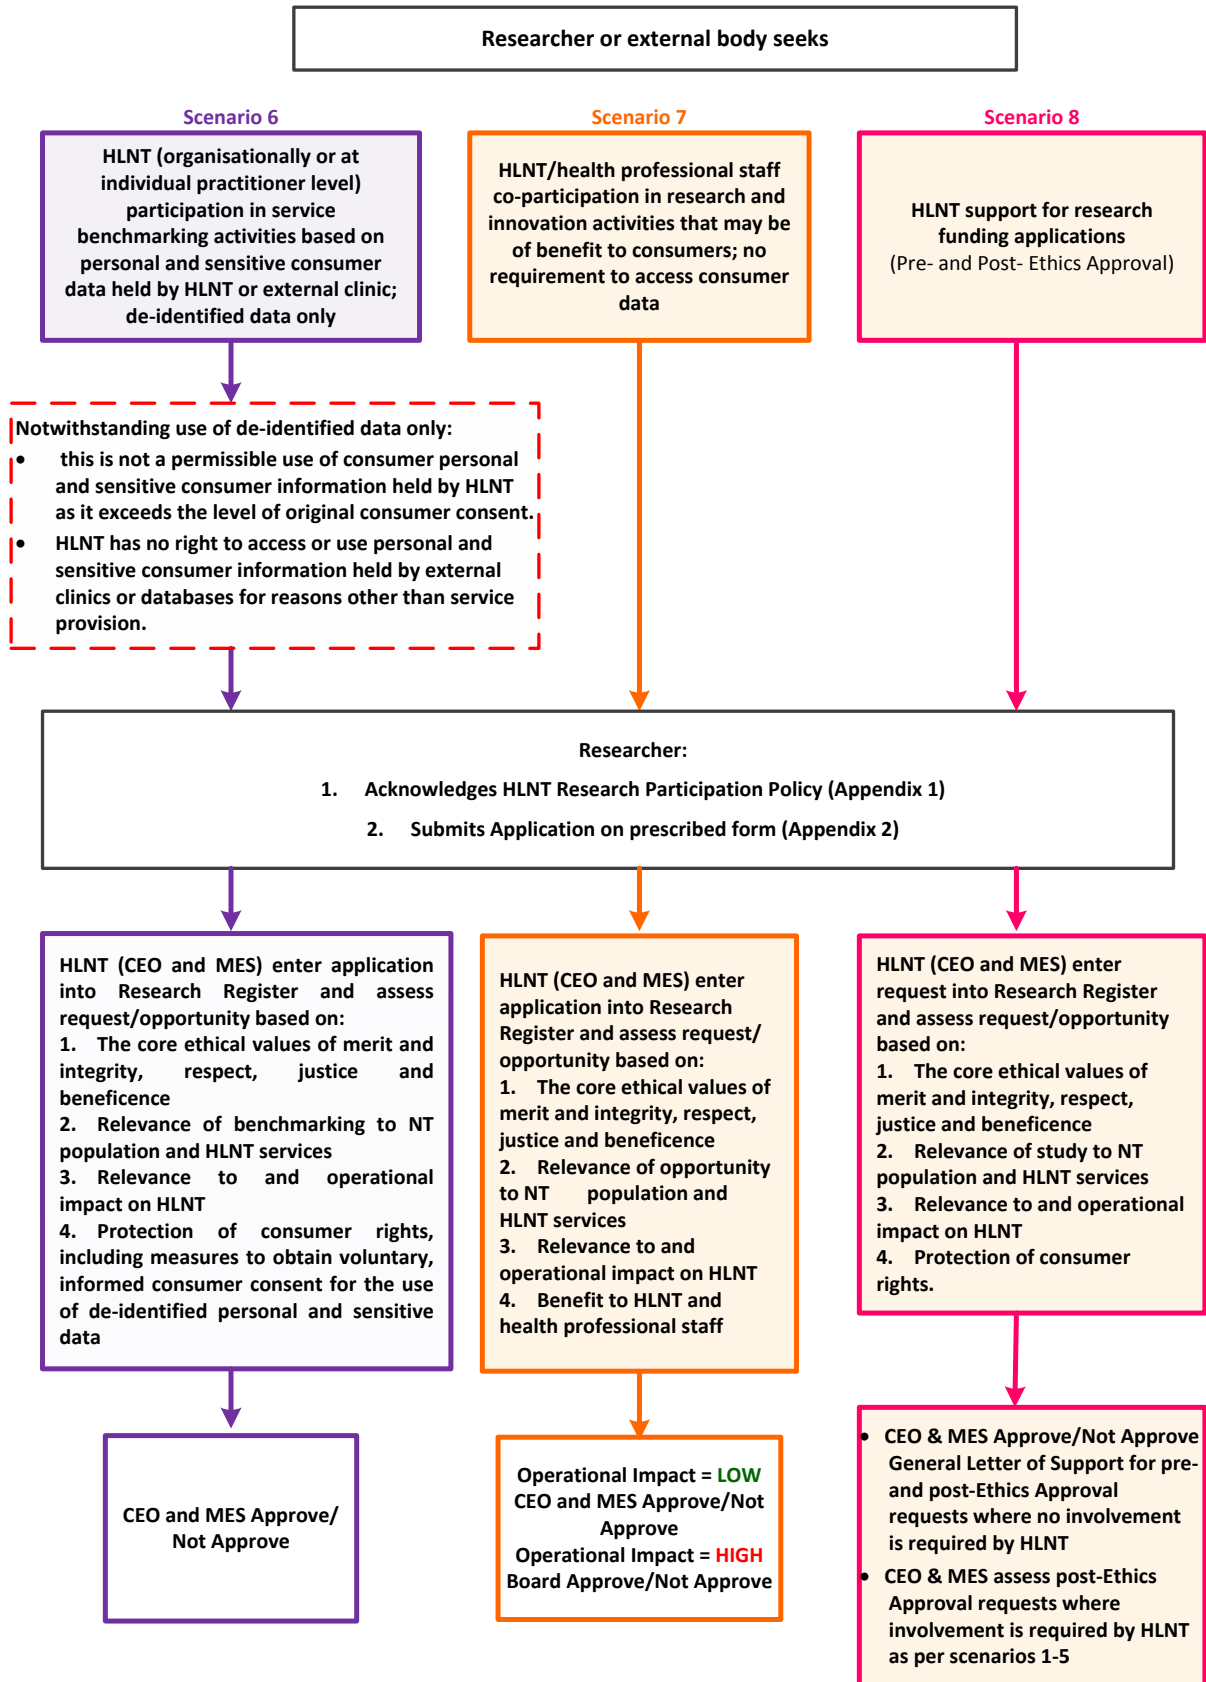 Researcher or external body seeks
Scenario 6
HLNT (organisationally or at
individual practitioner level)
participation in service
benchmarking activities based on
personal and sensitive consumer
data held by HLNT or external clinic;
de-identified data only
Scenario 7
HLNT/health professional staff
co-participation in research and
innovation activities that may be
of benefit to consumers; no
requirement to access consumer
data
Scenario 8
HLNT support for research
funding applications
(Pre- and Post- Ethics Approval)
Notwithstanding use of de-identified data only:
• this is not a permissible use of consumer personal
and sensitive consumer information held by HLNT
as it exceeds the level of original consumer consent.
• HLNT has no right to access or use personal and
sensitive consumer information held by external
clinics or databases for reasons other than service
provision.
Researcher:
1. Acknowledges HLNT Research Participation Policy (Appendix 1)
2. Submits Application on prescribed form (Appendix 2)
HLNT (CEO and MES) enter application
into Research Register and assess
request/opportunity based on:
1. The core ethical values of merit and
integrity, respect, justice and
beneficence
2. Relevance of benchmarking to NT
population and HLNT services
3. Relevance to and operational
impact on HLNT
4. Protection of consumer rights,
including measures to obtain voluntary,
informed consumer consent for the use
of de-identified personal and sensitive
data
HLNT (CEO and MES) enter
application into Research
Register and assess request/
opportunity based on:
1. The core ethical values of
merit and integrity, respect,
justice and beneficence
2. Relevance of opportunity
to NT population and
HLNT services
3. Relevance to and
operational impact on HLNT
4. Benefit to HLNT and
health professional staff
HLNT (CEO and MES) enter
request into Research Register
and assess request/opportunity
based on:
1. The core ethical values of
merit and integrity, respect,
justice and beneficence
2. Relevance of study to NT
population and HLNT services
3. Relevance to and operational
impact on HLNT
4. Protection of consumer
rights.
CEO and MES Approve/
Not Approve
Operational Impact = LOW
CEO and MES Approve/Not
Approve
Operational Impact = HIGH
Board Approve/Not Approve
• CEO & MES Approve/Not Approve
General Letter of Support for pre-
and post-Ethics Approval
requests where no involvement
is required by HLNT
• CEO & MES assess post-Ethics
Approval requests where
involvement is required by HLNT
as per scenarios 1-5